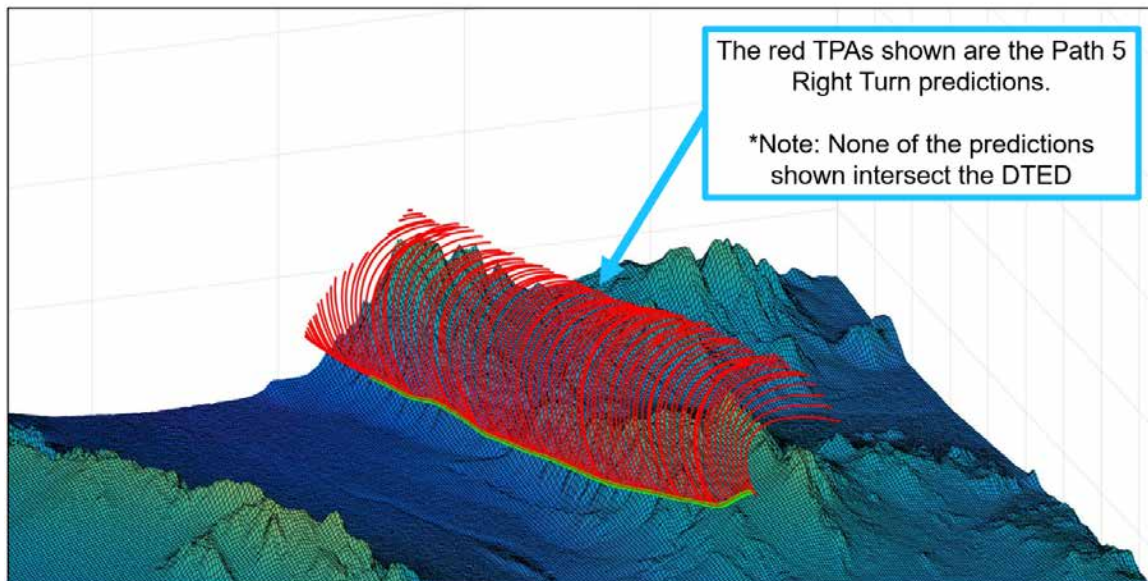 The red TPAs shown are the Path 5
Right Turn predictions.
*Note: None of the predictions
shown intersect the DTED